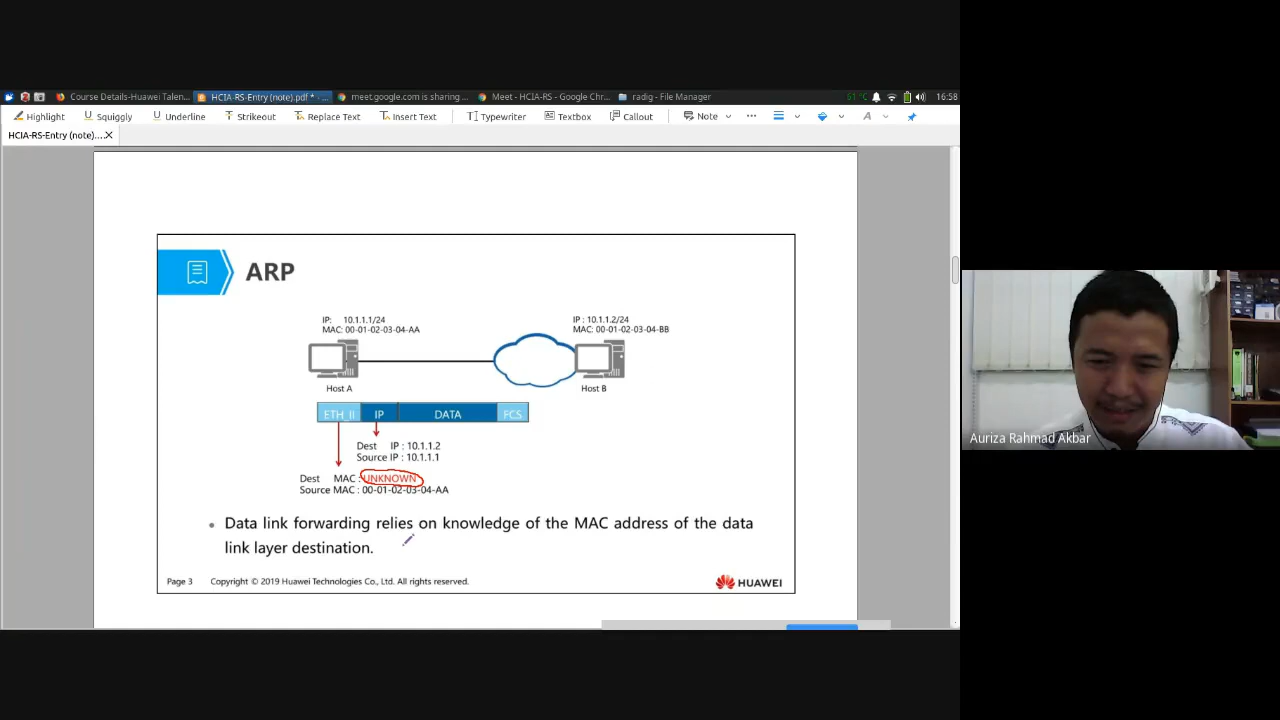 Course Details-Huawei Talen...
HCIA-RS-Entry (note).pdf * - ...
meet.google.com is sharing ...
Meet - HCIA-RS - Google Chr...
radig - File Manager
51 °C
16:58
Highlight
Squiggly
Underline
Strikeout
Replace Text
Insert Text
Typewriter
Textbox
Callout
Note
HCIA-RS-Entry (note)....
ARP
IP: 10.1.1.1/24
MAC: 00-01-02-03-04-AA
IP : 10.1.1.2/24
MAC: 00-01-02-03-04-BB
Host A
Host B
ETH_II IP DATA FCS
Dest IP : 10.1.1.2
Source IP : 10.1.1.1
Dest MAC : UNKNOWN
Source MAC : 00-01-02-03-04-AA
• Data link forwarding relies on knowledge of the MAC address of the data
link layer destination.
Page 3 Copyright © 2019 Huawei Technologies Co., Ltd. All rights reserved.
HUAWEI
Auriza Rahmad Akbar